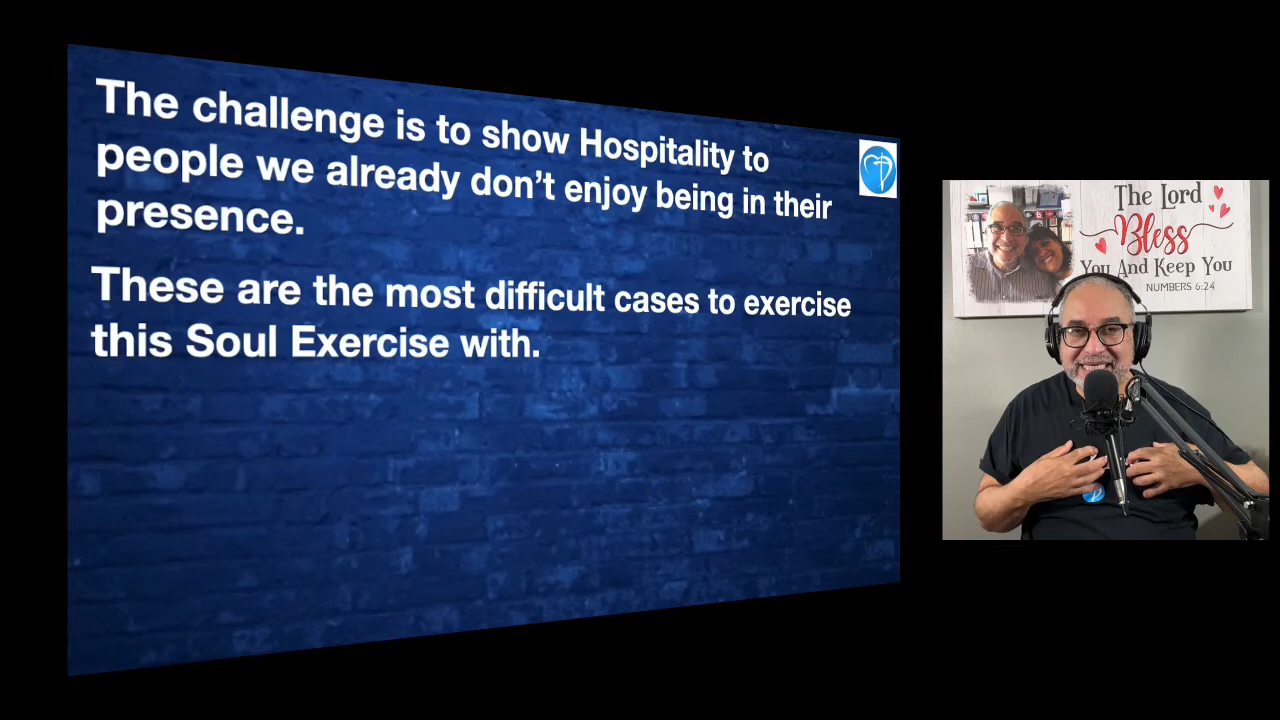 The challenge is to show Hospitality to
people we already don’t enjoy being in their
presence.
These are the most difficult cases to exercise
this Soul Exercise with.
The Lord
Bless
You And Keep You
NUMBERS 6:24